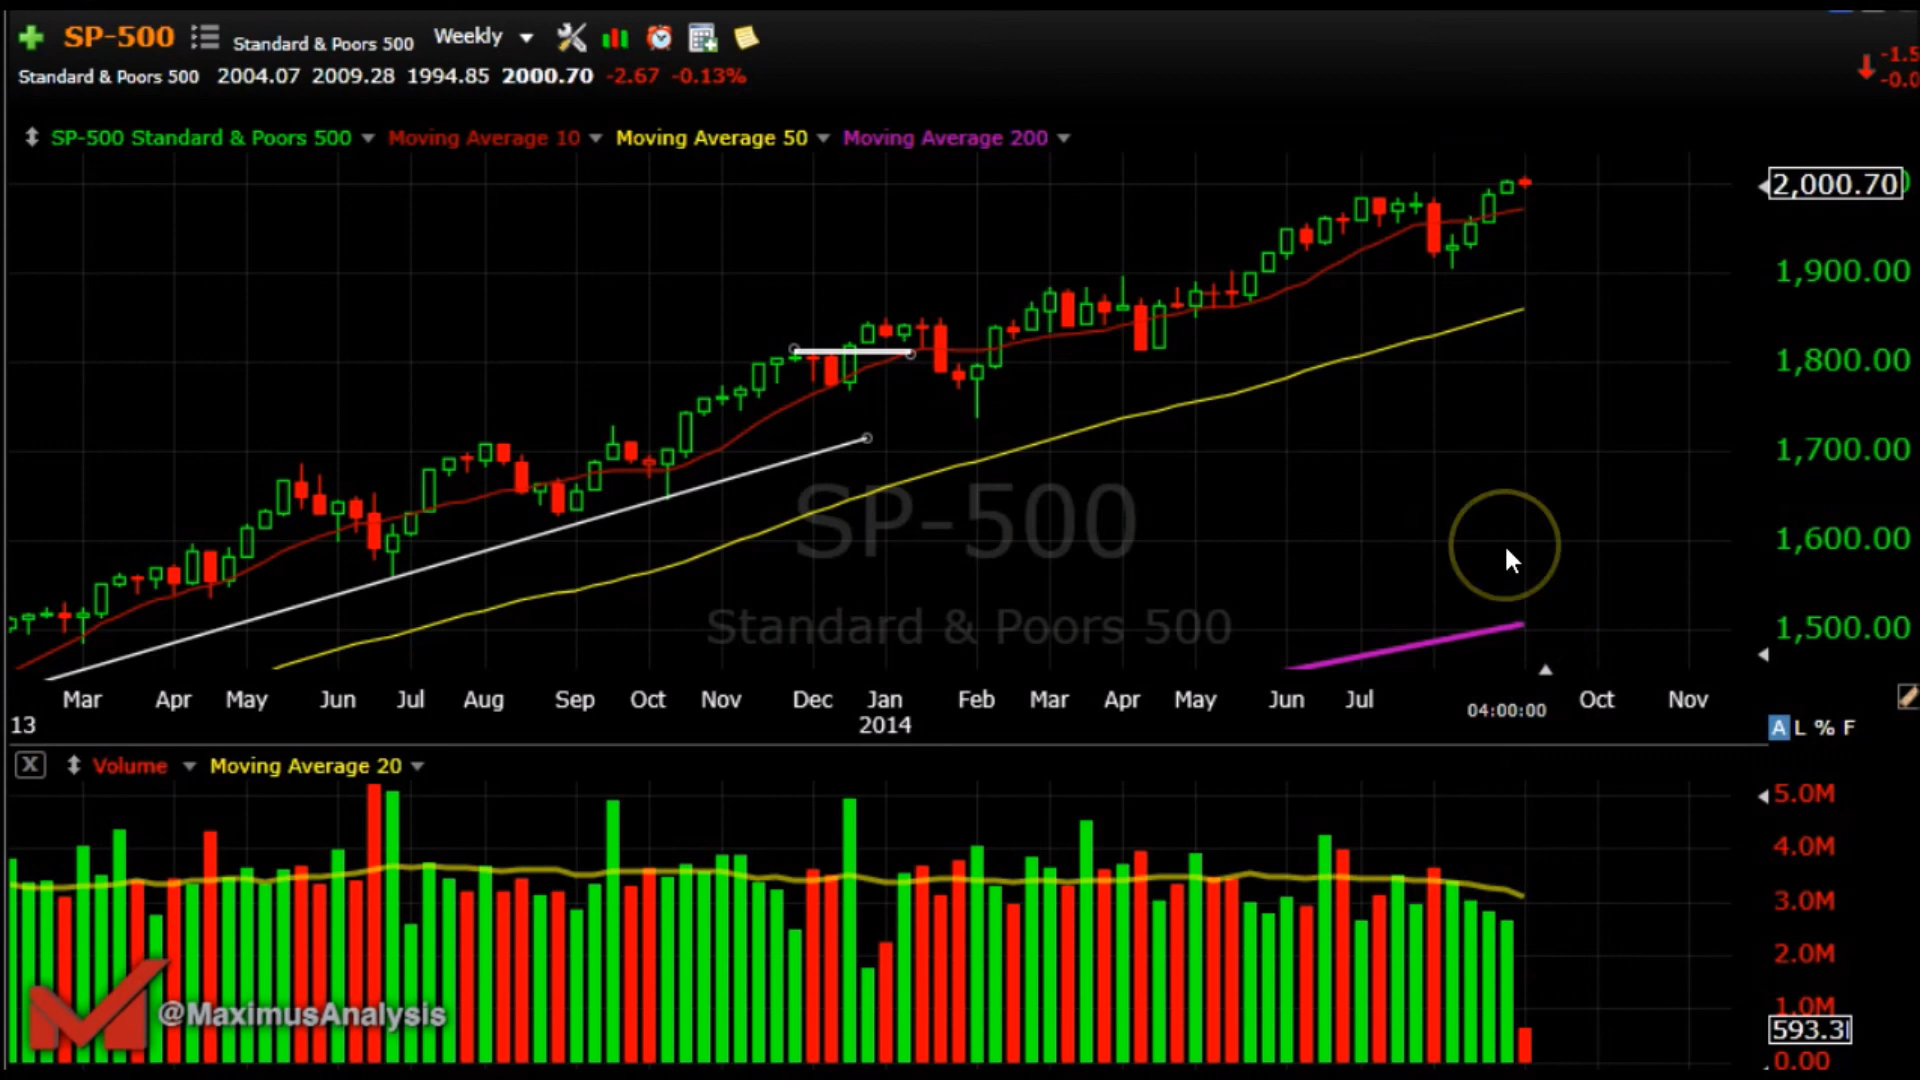 SP-500 Standard & Poors 500 Weekly
Standard & Poors 500 2004.07 2009.28 1994.85 2000.70 -2.67 -0.13%
-1.5
-0.0
SP-500 Standard & Poors 500 Moving Average 10 Moving Average 50 Moving Average 200
2,000.70
1,900.00
1,800.00
1,700.00
1,600.00
1,500.00
SP-500
Standard & Poors 500
Mar Apr May Jun Jul Aug Sep Oct Nov Dec Jan Feb Mar Apr May Jun Jul 04:00:00 Oct Nov
13 2014
A L % F
X Volume Moving Average 20
5.0M
4.0M
3.0M
2.0M
1.0M
593.3
0.00
@MaximusAnalysis